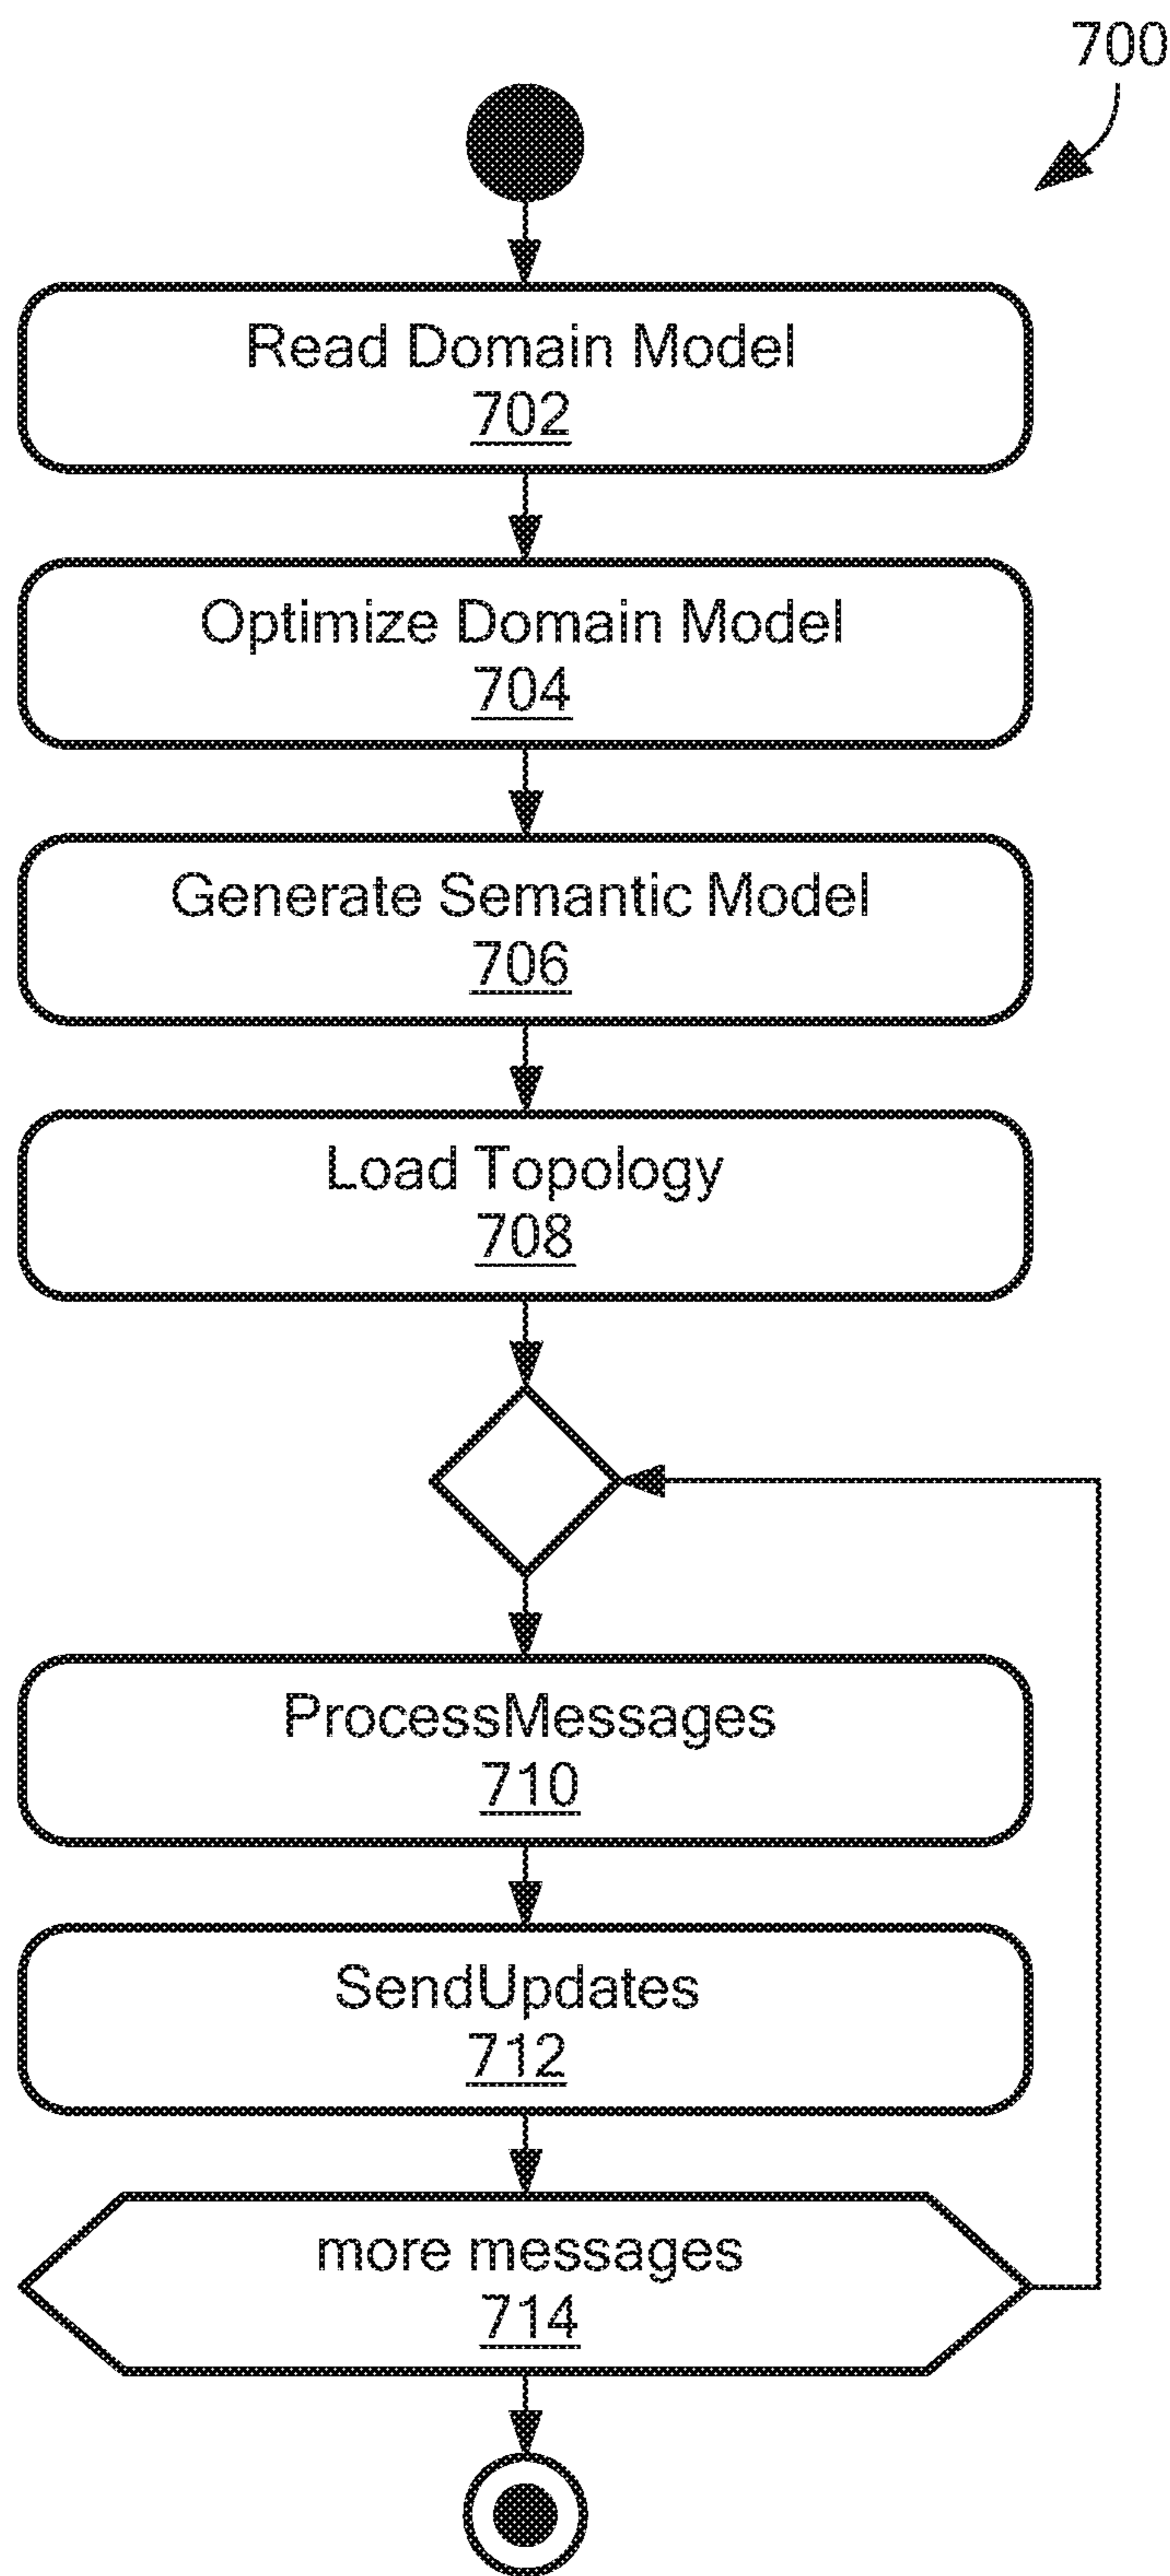 700
Read Domain Model
702
Optimize Domain Model
704
Generate Semantic Model
706
Load Topology
708
ProcessMessages
710
SendUpdates
712
more messages
714